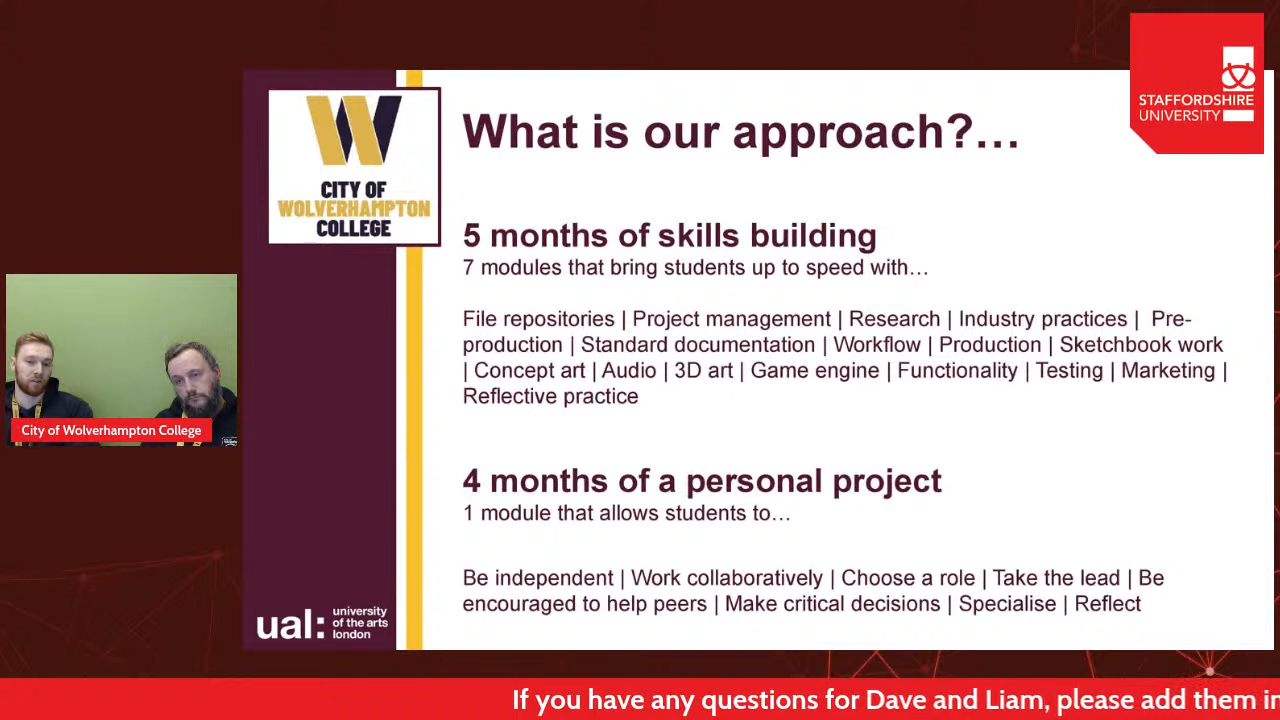 STAFFORDSHIRE
UNIVERSITY
CITY OF
WOLVERHAMPTON
COLLEGE
What is our approach?…
5 months of skills building
7 modules that bring students up to speed with…
File repositories | Project management | Research | Industry practices |  Pre-
production | Standard documentation | Workflow | Production | Sketchbook work
| Concept art | Audio | 3D art | Game engine | Functionality | Testing | Marketing |
Reflective practice
4 months of a personal project
1 module that allows students to…
Be independent | Work collaboratively | Choose a role | Take the lead | Be
encouraged to help peers | Make critical decisions | Specialise | Reflect
City of Wolverhampton College
ual:
university
of the arts
london
If you have any questions for Dave and Liam, please add them in